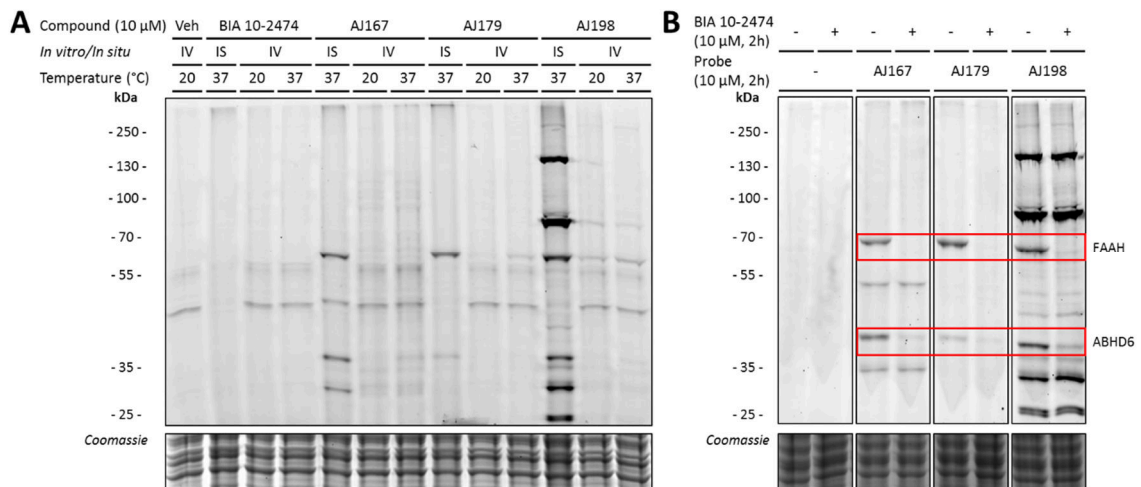 A
Compound (10 µM) Veh BIA 10-2474 AJ167 AJ179 AJ198
In vitro/In situ IV IS IV IS IV IS IV IS IV
Temperature (°C) 20 37 20 37 37 20 37 37 20 37 37 20 37
kDa
- 250 -
- 130 -
- 100 -
- 70 -
- 55 -
- 35 -
- 25 -
Coomassie
B
BIA 10-2474
(10 µM, 2h) - + - + - + - +
Probe
(10 µM, 2h) - AJ167 AJ179 AJ198
kDa
- 250 -
- 130 -
- 100 -
- 70 -
FAAH
- 55 -
ABHD6
- 35 -
- 25 -
Coomassie